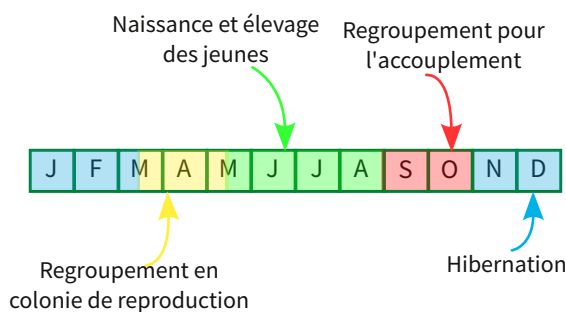 Naissance et élevage
des jeunes
Regroupement pour
l'accouplement
J F M A M J J A S O N D
Regroupement en
colonie de reproduction
Hibernation